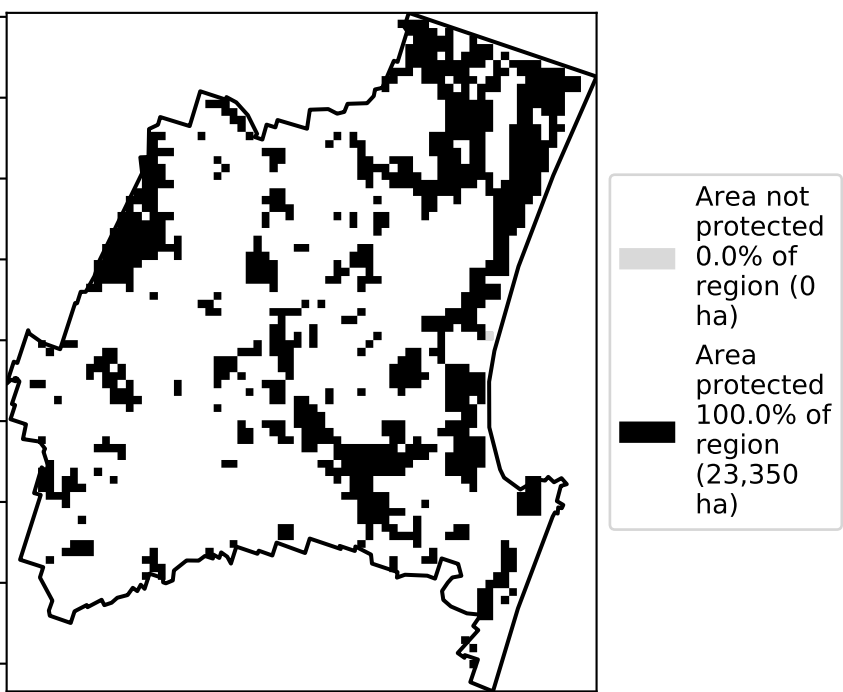 Area not
protected
0.0% of
region (0
ha)
Area
protected
100.0% of
region
(23,350
ha)